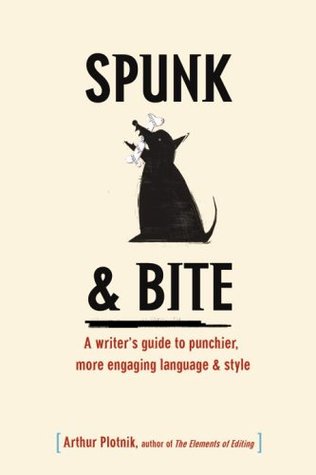 SPUNK
& BITE
A writer's guide to punchier,
more engaging language & style
[ Arthur Plotnik, author of The Elements of Editing ]